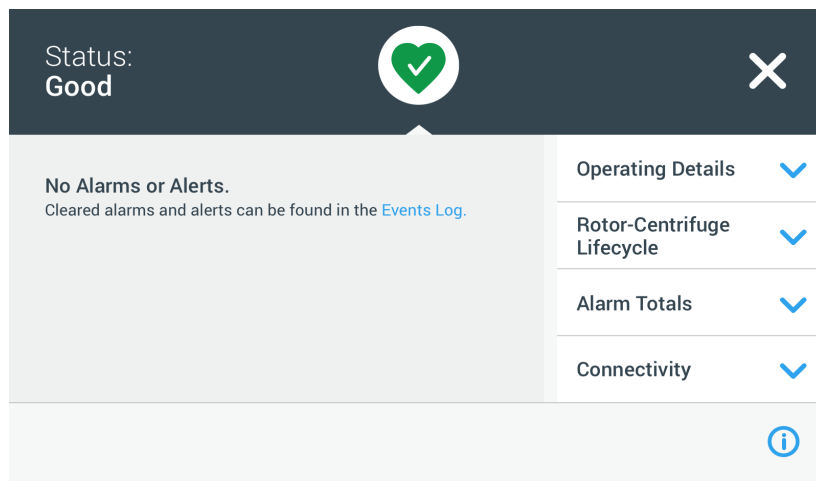 Status:
Good
No Alarms or Alerts.
Cleared alarms and alerts can be found in the Events Log.
Operating Details
Rotor-Centrifuge
Lifecycle
Alarm Totals
Connectivity